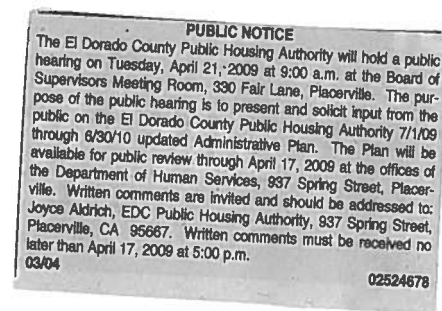 PUBLIC NOTICE
The El Dorado County Public Housing Authority will hold a public
hearing on Tuesday, April 21, 2009 at 9:00 a.m. at the Board of
Supervisors Meeting Room, 330 Fair Lane, Placerville. The pur-
pose of the public hearing is to present and solicit input from the
public on the El Dorado County Public Housing Authority 7/1/09
through 6/30/10 updated Administrative Plan. The Plan will be
available for public review through April 17, 2009 at the offices of
the Department of Human Services, 937 Spring Street, Placer-
ville. Written comments are invited and should be addressed to:
Joyce Aldrich, EDC Public Housing Authority, 937 Spring Street,
Placerville, CA 95667. Written comments must be received no
later than April 17, 2009 at 5:00 p.m.
03/04 02524678